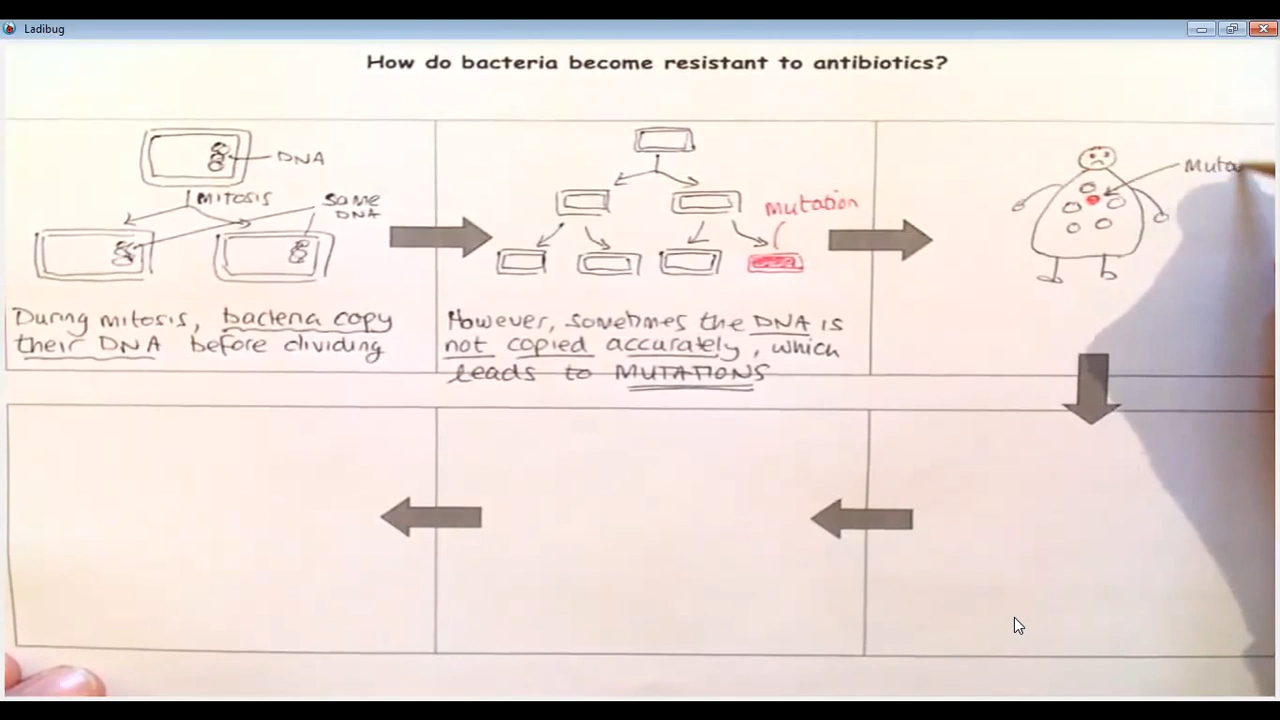 Ladibug
How do bacteria become resistant to antibiotics?
DNA
MITOSIS
SAME
DNA
During mitosis, bacteria copy
their DNA before dividing
mutation
However, sometimes the DNA is
not copied accurately, which
leads to MUTATIONS
Muta